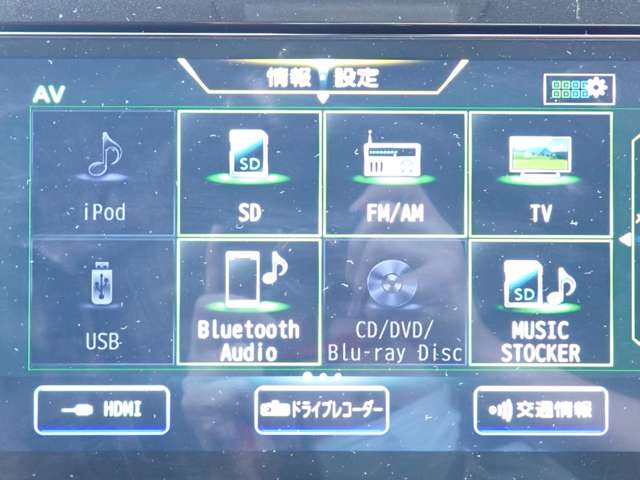 情報・設定
AV
iPod
SD
SD
FM/AM
TV
USB
Bluetooth
Audio
CD/DVD/
Blu-ray Disc
SD
MUSIC
STOCKER
HDMI
ドライブレコーダー
交通情報